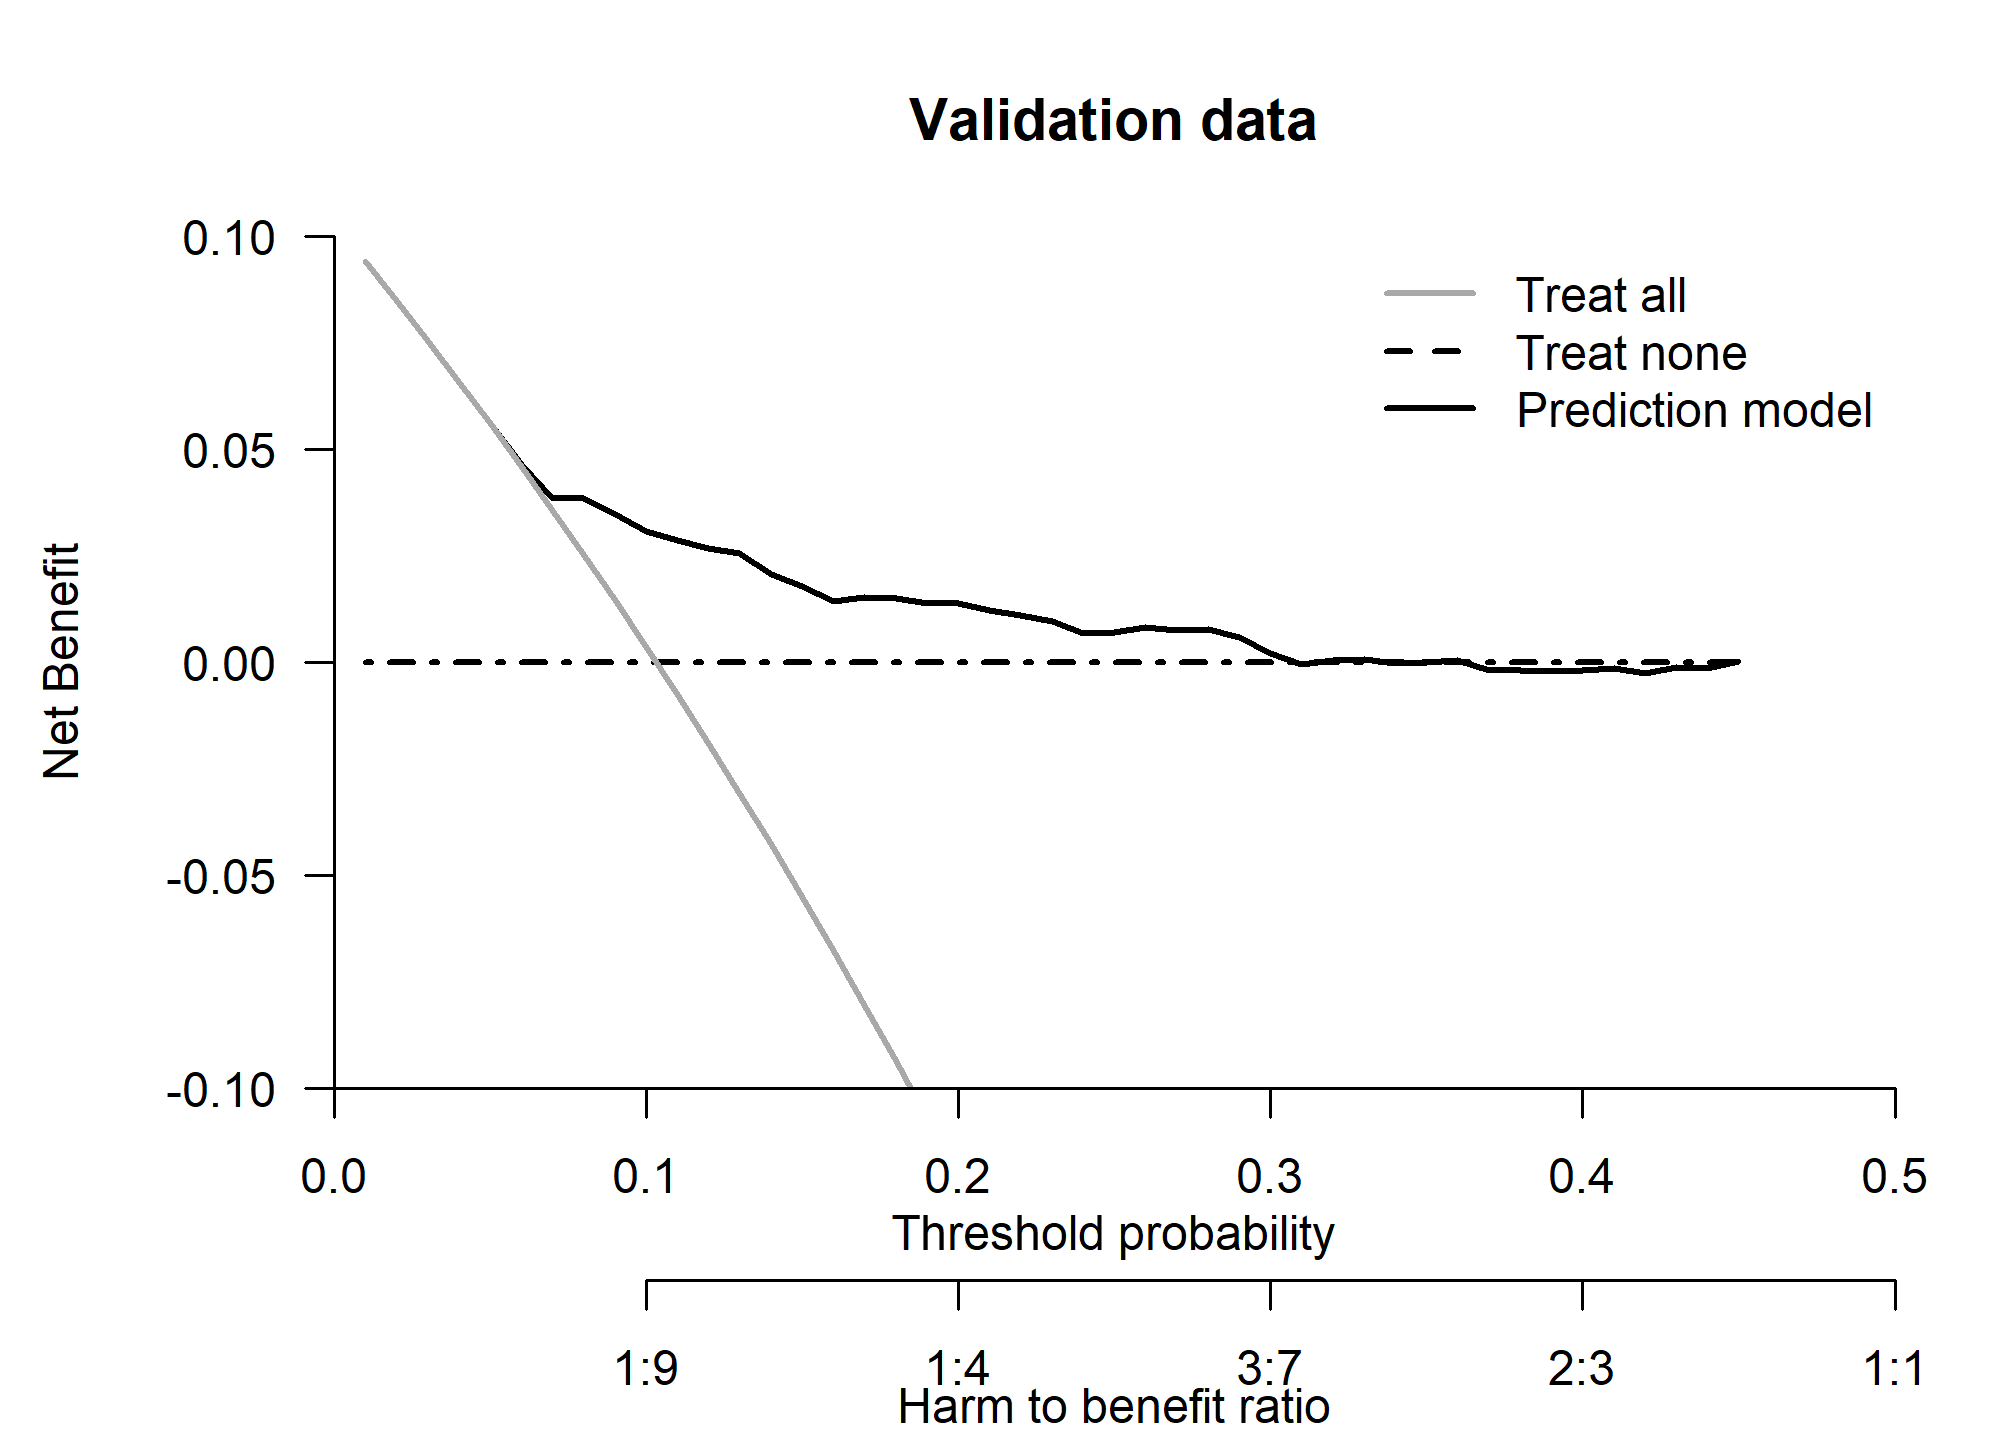 Validation data
0.10
0.05
0.00
-0.05
-0.10
Net Benefit
Treat all
Treat none
Prediction model
0.0 0.1 0.2 0.3 0.4 0.5
Threshold probability
1:9 1:4 3:7 2:3 1:1
Harm to benefit ratio